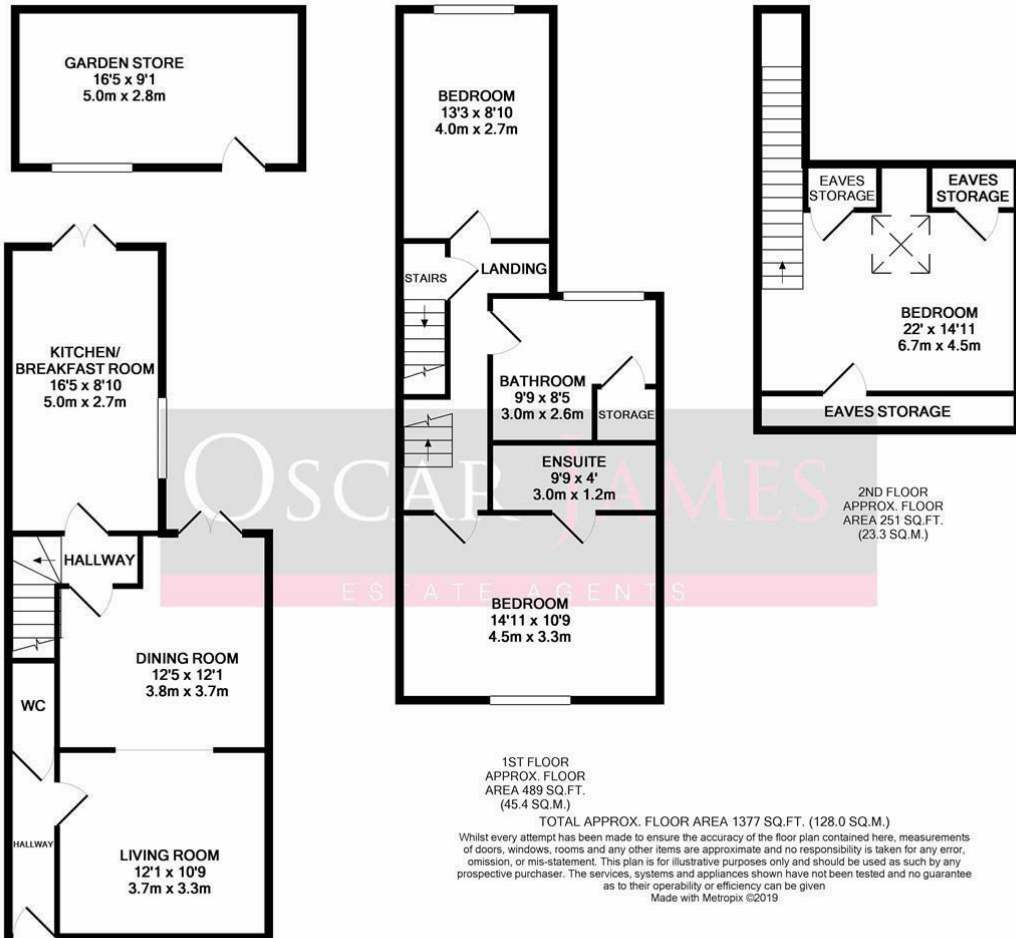 GARDEN STORE
16'5 x 9'1
5.0m x 2.8m
KITCHEN/
BREAKFAST ROOM
16'5 x 8'10
5.0m x 2.7m
HALLWAY
DINING ROOM
12'5 x 12'1
3.8m x 3.7m
WC
HALLWAY
LIVING ROOM
12'1 x 10'9
3.7m x 3.3m
BEDROOM
13'3 x 8'10
4.0m x 2.7m
STAIRS
LANDING
BATHROOM
9'9 x 8'5
3.0m x 2.6m
STORAGE
ENSUITE
9'9 x 4'
3.0m x 1.2m
OSCAR JAMES
ESTATE AGENTS
BEDROOM
14'11 x 10'9
4.5m x 3.3m
1ST FLOOR
APPROX. FLOOR
AREA 489 SQ.FT.
(45.4 SQ.M.)
EAVES
STORAGE
EAVES
STORAGE
BEDROOM
22' x 14'11
6.7m x 4.5m
EAVES STORAGE
2ND FLOOR
APPROX. FLOOR
AREA 251 SQ.FT.
(23.3 SQ.M.)
TOTAL APPROX. FLOOR AREA 1377 SQ.FT. (128.0 SQ.M.)
Whilst every attempt has been made to ensure the accuracy of the floor plan contained here, measurements
of doors, windows, rooms and any other items are approximate and no responsibility is taken for any error,
omission, or mis-statement. This plan is for illustrative purposes only and should be used as such by any
prospective purchaser. The services, systems and appliances shown have not been tested and no guarantee
as to their operability or efficiency can be given
Made with Metropix ©2019